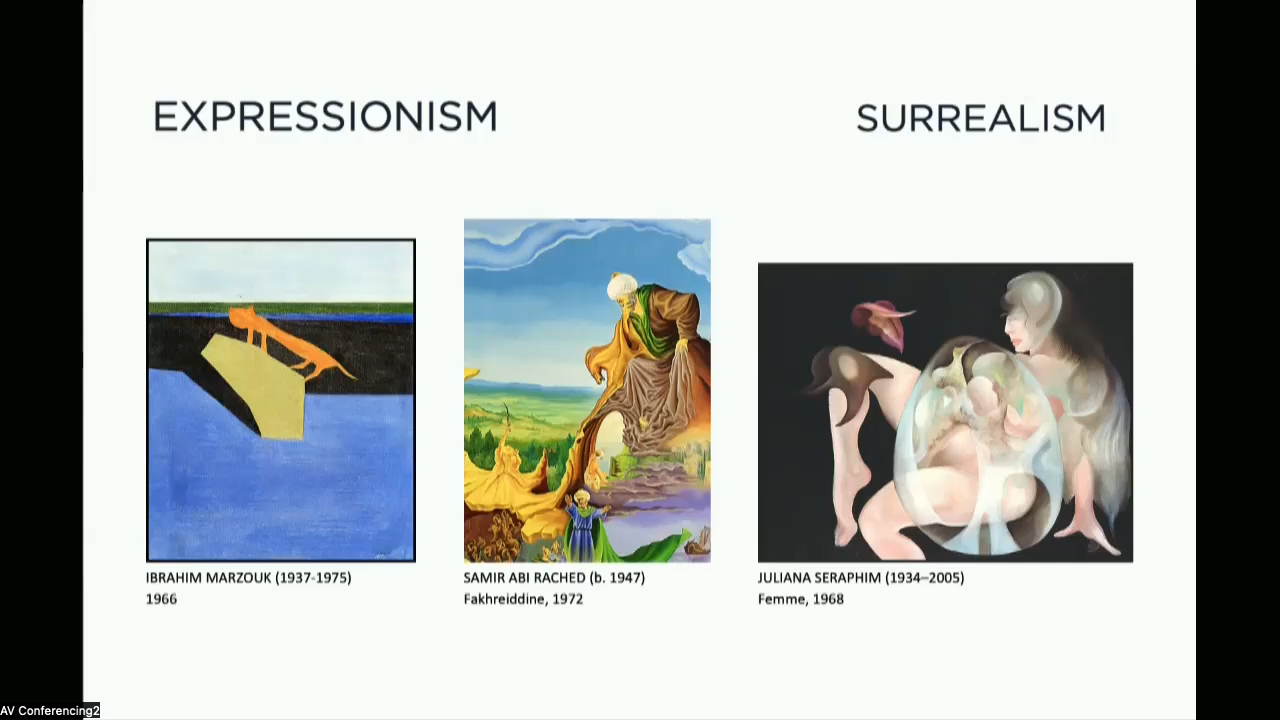 EXPRESSIONISM
SURREALISM
IBRAHIM MARZOUK (1937-1975)
1966
SAMIR ABI RACHED (b. 1947)
Fakhreiddine, 1972
JULIANA SERAPHIM (1934–2005)
Femme, 1968
AV Conferencing2